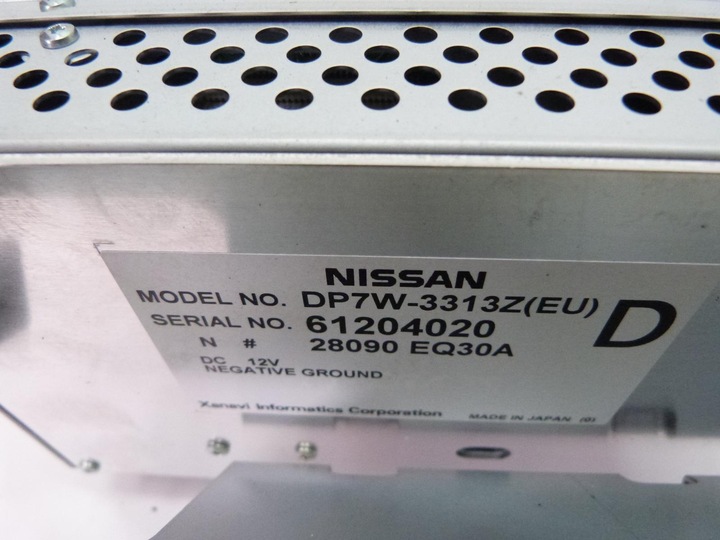 NISSAN
MODEL NO. DP7W-3313Z(EU)
D
SERIAL NO. 61204020
N # 28090 EQ30A
DC 12V
NEGATIVE GROUND
Xanavi Informatics Corporation MADE IN JAPAN (0)